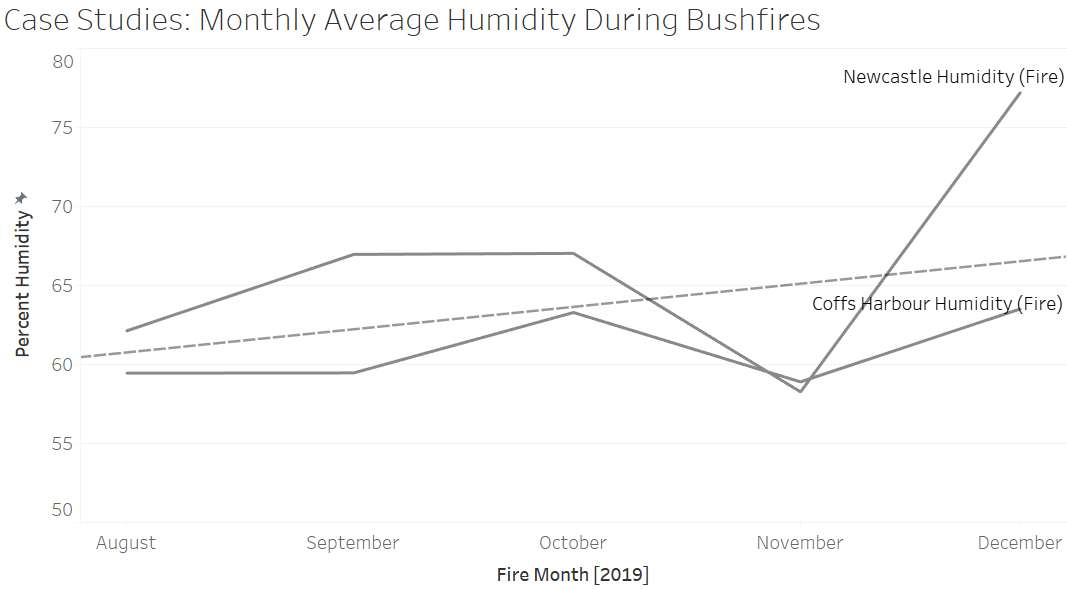 Case Studies: Monthly Average Humidity During Bushfires
80
Newcastle Humidity (Fire)
75
70
Percent Humidity
65
Coffs Harbour Humidity (Fire)
60
55
50
August September October November December
Fire Month [2019]